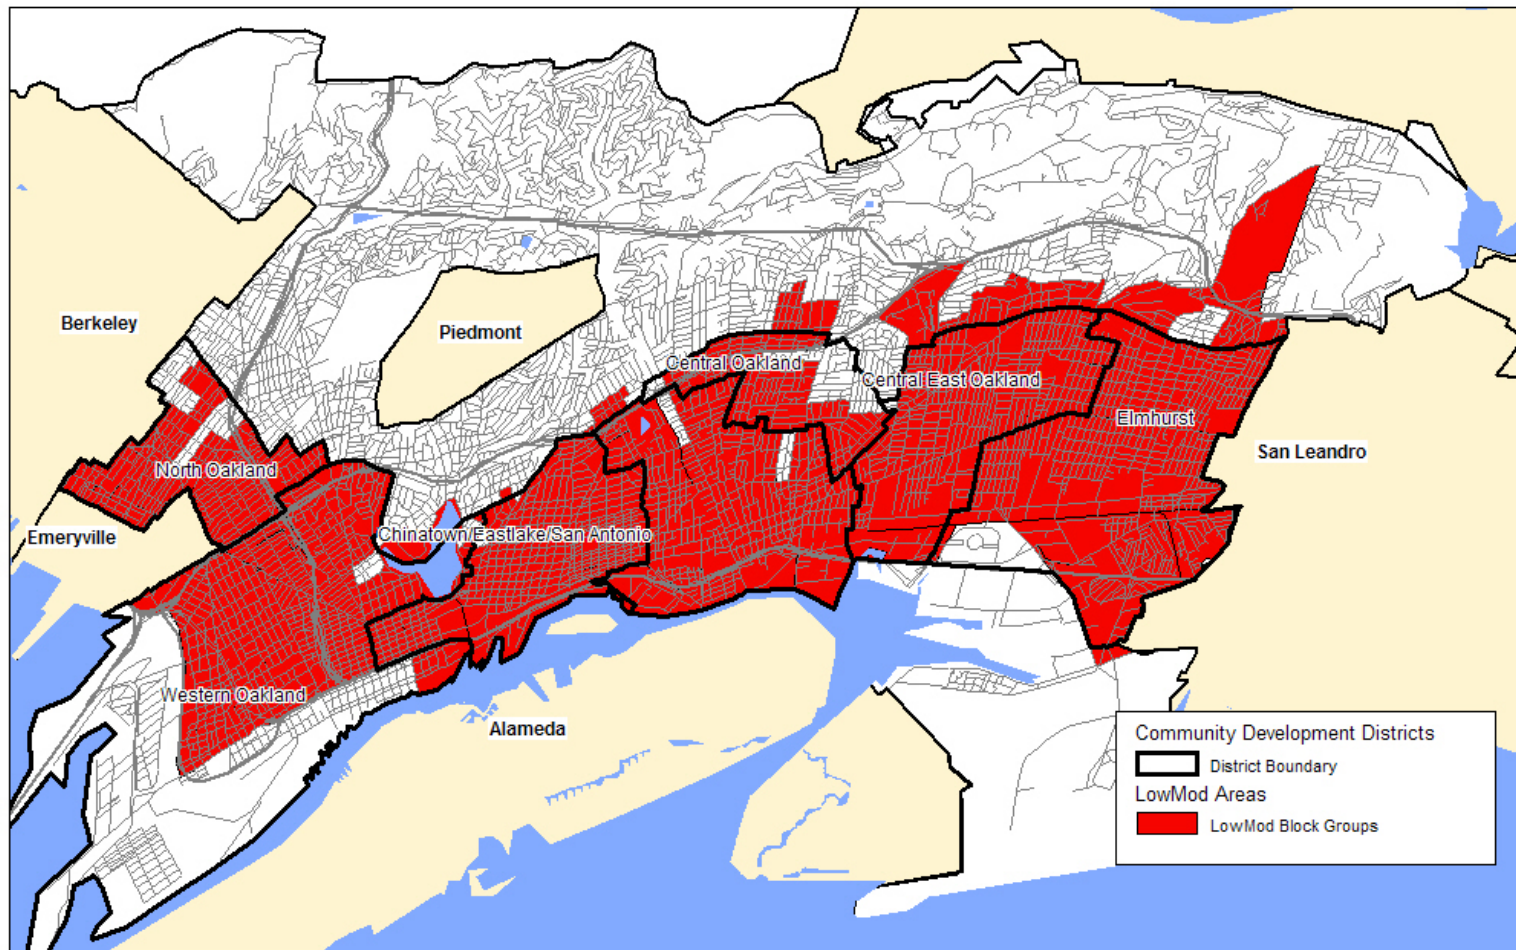 Berkeley
Piedmont
Central Oakland
Central East Oakland
Elmhurst
San Leandro
North Oakland
Emeryville
Chinatown/Eastlake/San Antonio
Western Oakland
Alameda
Community Development Districts
District Boundary
LowMod Areas
LowMod Block Groups